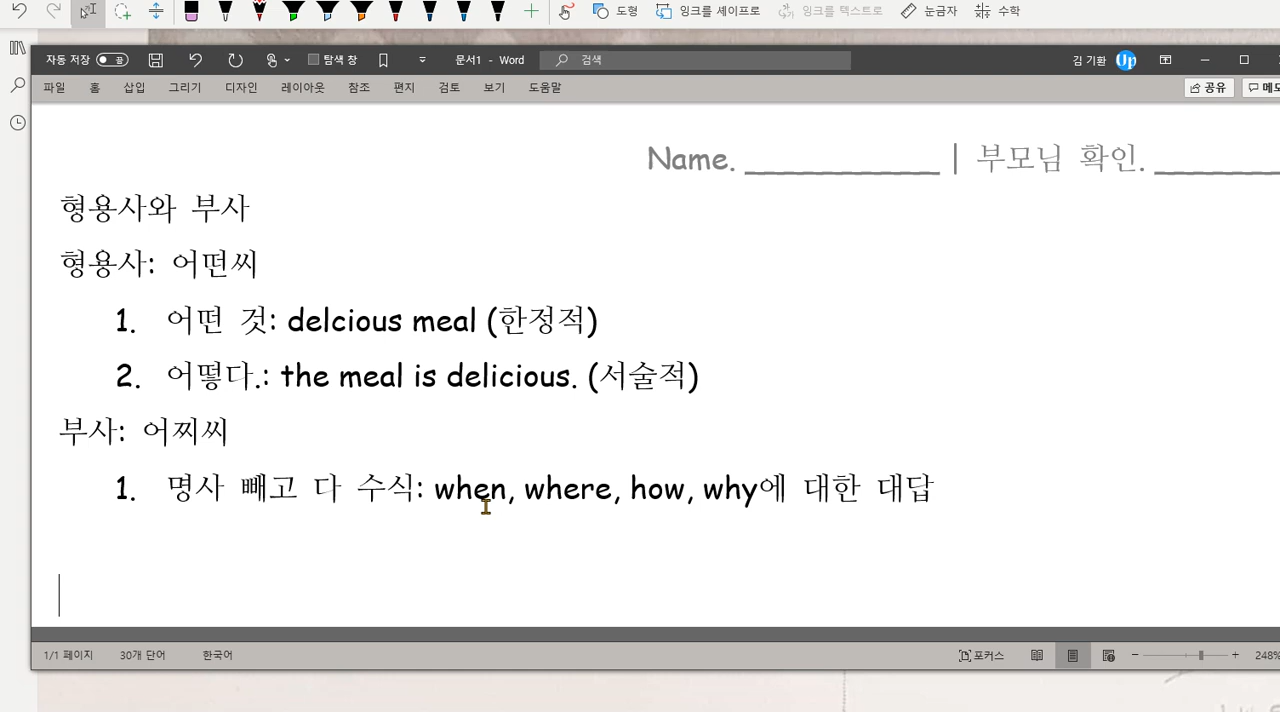 도형 잉크를 셰이프로 잉크를 텍스트로 눈금자 수학
자동 저장 끔 탐색 창 문서1 - Word 검색 김 기환 Up
파일 홈 삽입 그리기 디자인 레이아웃 참조 편지 검토 보기 도움말 공유 메모
Name. ____________ | 부모님 확인. ________
형용사와 부사
형용사: 어떤씨
1. 어떤 것: delcious meal (한정적)
2. 어떻다.: the meal is delicious. (서술적)
부사: 어찌씨
1. 명사 빼고 다 수식: when, where, how, why에 대한 대답
1/1 페이지 30개 단어 한국어 포커스 248%